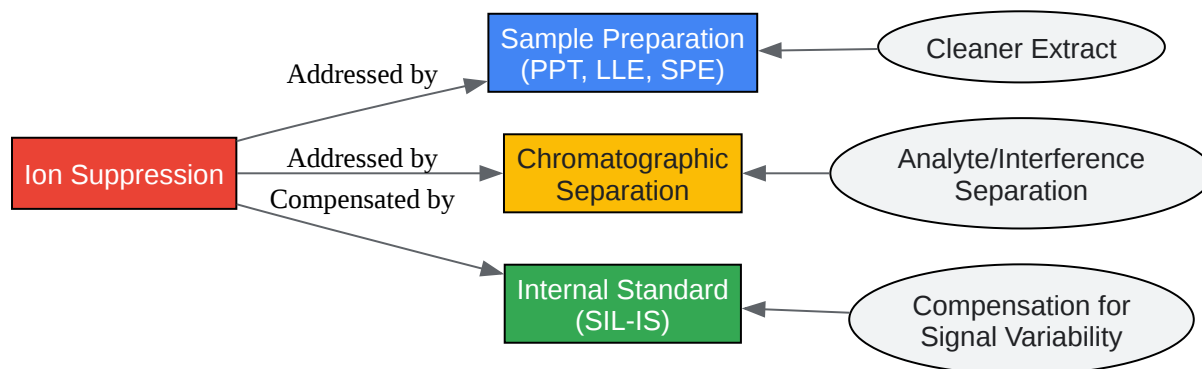 Sample Preparation
(PPT, LLE, SPE)
Cleaner Extract
Addressed by
Ion Suppression
Addressed by
Chromatographic
Separation
Analyte/Interference
Separation
Compensated by
Internal Standard
(SIL-IS)
Compensation for
Signal Variability